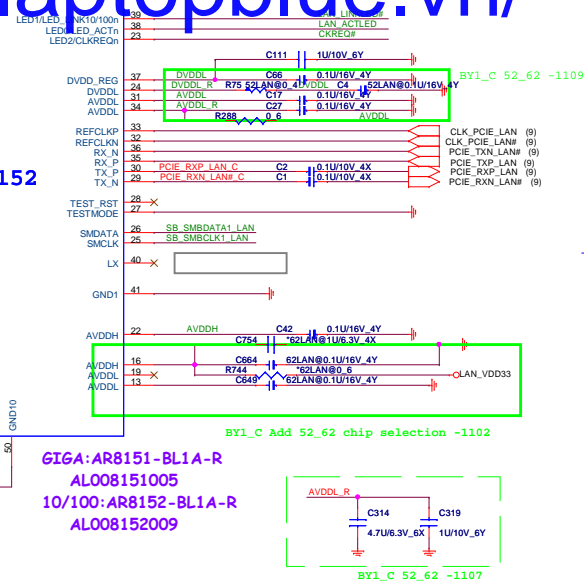 laptopblue.vn/
LED1/LED_LINK10/100n 39 LAN_LINKLED#
LED0/LED_ACTn 38 LAN_ACTLED
LED2/CLKREQn 23 CKREQ#
C111 1U/10V_6Y
BY1_C 52_62 -1109
DVDD_REG 37 DVDDL C66 0.1U/16V_4Y
DVDDL 24 DVDDL_R R75 52LAN@0_4 DVDDL C4 52LAN@0.1U/16V_4Y
AVDDL 31 AVDDL C17 0.1U/16V_4Y
AVDDL 34 AVDDL_R C27 0.1U/16V_4Y
R288 0_6 AVDDL
REFCLKP 33 CLK_PCIE_LAN (9)
REFCLKN 32 CLK_PCIE_LAN# (9)
RX_N 36 PCIE_TXN_LAN# (9)
RX_P 35 PCIE_TXP_LAN (9)
TX_P 30 PCIE_RXP_LAN_C C2 0.1U/10V_4X PCIE_RXP_LAN (9)
TX_N 29 PCIE_RXN_LAN#_C C1 0.1U/10V_4X PCIE_RXN_LAN# (9)
152
TEST_RST 28
TESTMODE 27
SMDATA 26 SB_SMBDATA1_LAN
SMCLK 25 SB_SMBCLK1_LAN
LX 40
GND1 41
AVDDH 22 AVDDH C42 0.1U/16V_4Y
C754 *62LAN@1U/6.3V_4X
AVDDH 16 C664 62LAN@0.1U/16V_4Y
AVDDL 19 R744 *62LAN@0_6 LAN_VDD33
AVDDL 13 C649 *62LAN@0.1U/16V_4Y
BY1_C Add 52_62 chip selection -1102
GND10
50
GIGA:AR8151-BL1A-R
AL008151005
10/100:AR8152-BL1A-R
AL008152009
AVDDL_R
C314 C319
4.7U/6.3V_6X 1U/10V_6Y
BY1_C 52_62 -1107